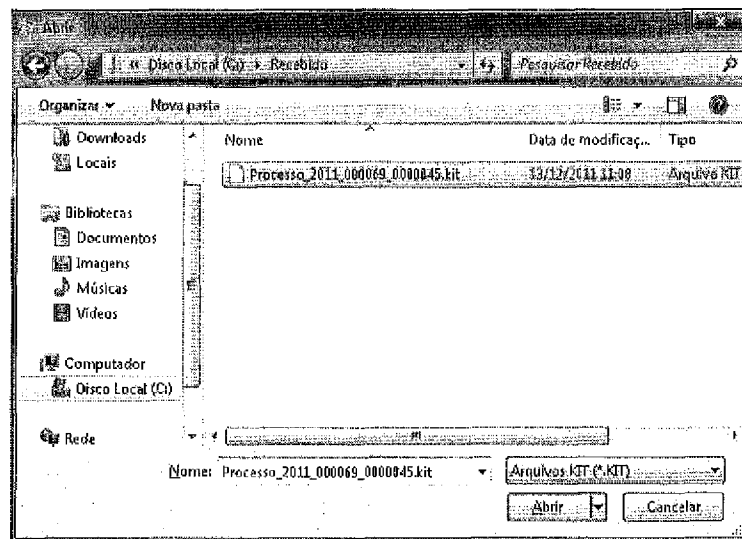 Abrir
« Disco Local (C:) ▸ Recebido
Pesquisar Recebido
Organizar
Nova pasta
Downloads
Locais
Bibliotecas
Documentos
Imagens
Músicas
Vídeos
Computador
Disco Local (C:)
Rede
Nome
Data de modificaç...
Tipo
Processo_2011_000069_0000845.kit
13/12/2011 11:08
Arquivo KIT
Nome:
Processo_2011_000069_0000845.kit
Arquivos KIT (*.KIT)
Abrir
Cancelar